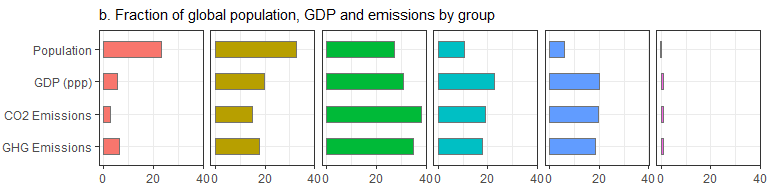 b. Fraction of global population, GDP and emissions by group
Population
GDP (ppp)
CO2 Emissions
GHG Emissions
0 20 40 0 20 40 0 20 40 0 20 40 0 20 40 0 20 40